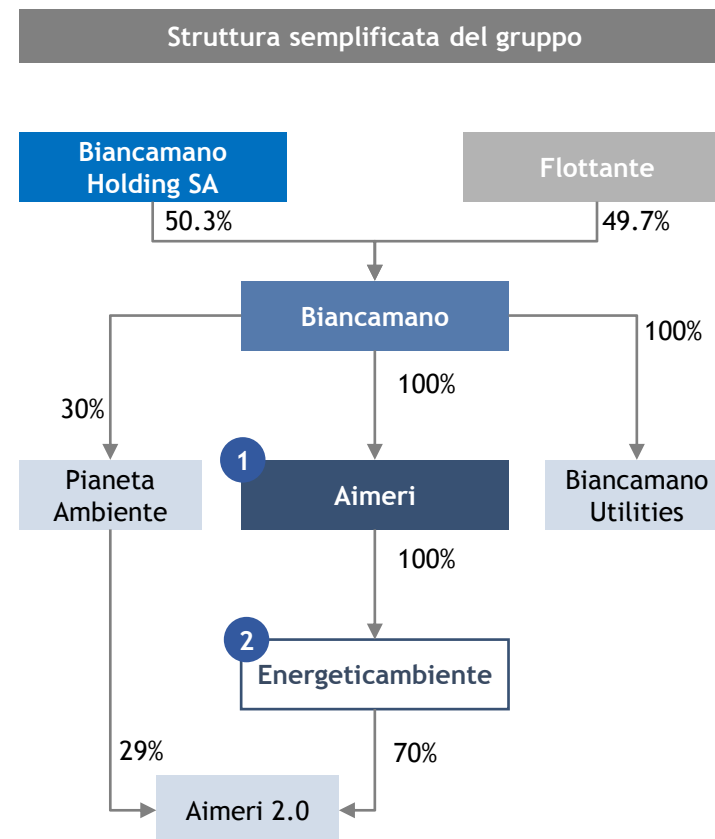 Struttura semplificata del gruppo
Biancamano
Holding SA
Flottante
50.3%
49.7%
Biancamano
100%
100%
30%
1
Pianeta
Ambiente
Aimeri
Biancamano
Utilities
100%
2
Energeticambiente
29%
70%
Aimeri 2.0